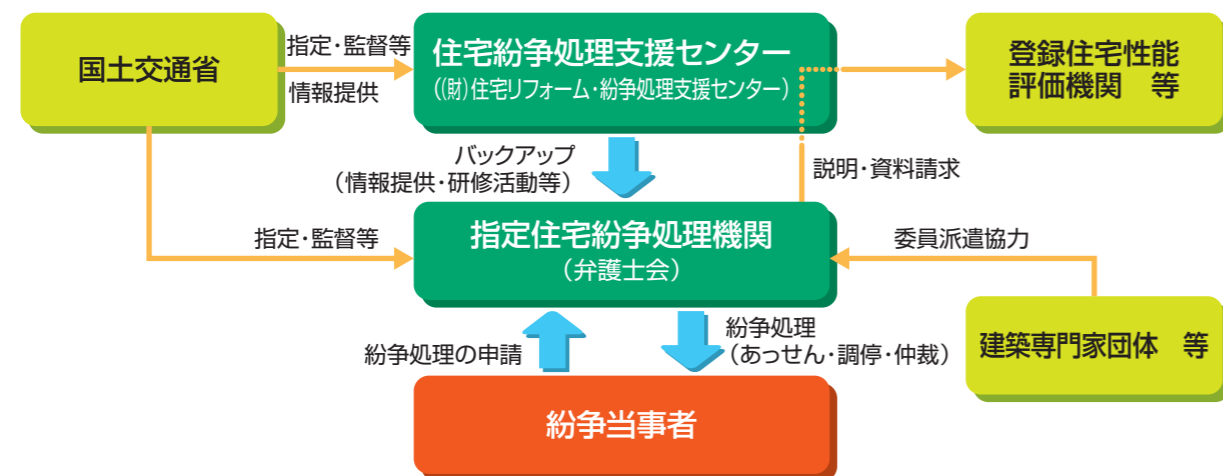 国土交通省
指定・監督等
情報提供
住宅紛争処理支援センター
((財)住宅リフォーム・紛争処理支援センター)
登録住宅性能
評価機関　等
バックアップ
(情報提供・研修活動等)
説明・資料請求
指定・監督等
指定住宅紛争処理機関
(弁護士会)
委員派遣協力
紛争処理の申請
紛争処理
(あっせん・調停・仲裁)
建築専門家団体　等
紛争当事者